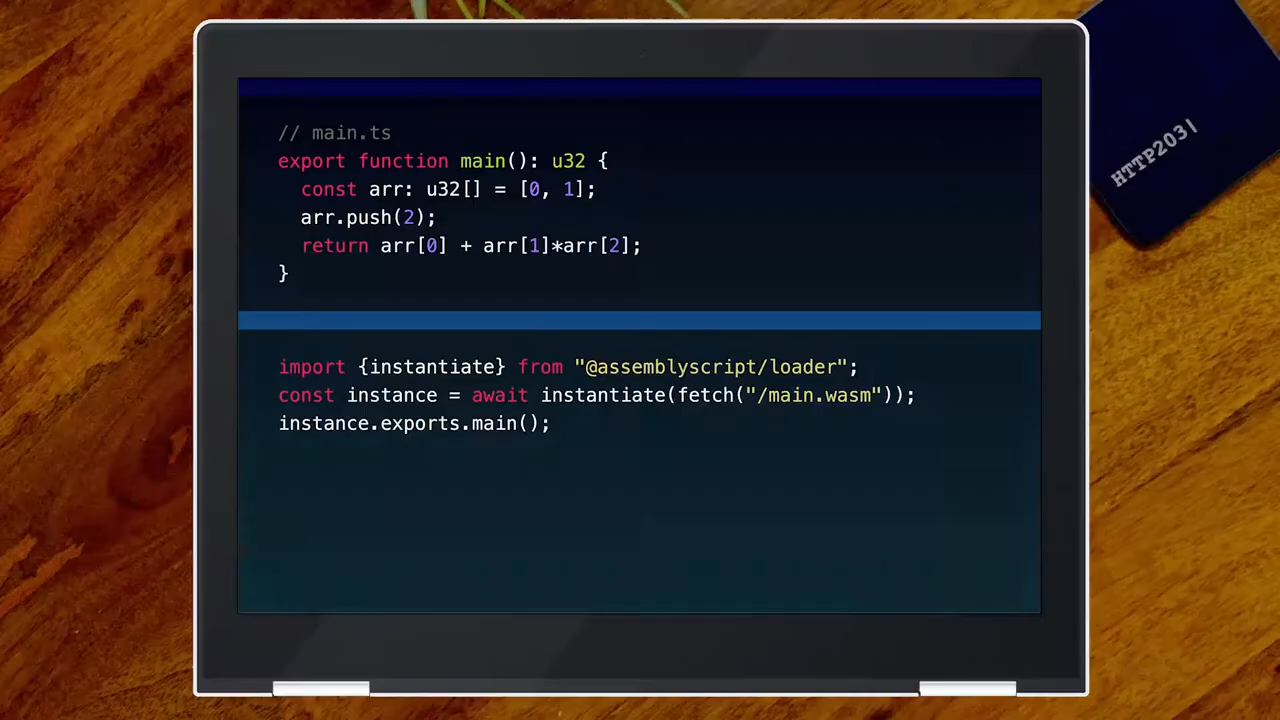 // main.ts
export function main(): u32 {
  const arr: u32[] = [0, 1];
  arr.push(2);
  return arr[0] + arr[1]*arr[2];
}
import {instantiate} from "@assemblyscript/loader";
const instance = await instantiate(fetch("/main.wasm"));
instance.exports.main();
HTTP203|